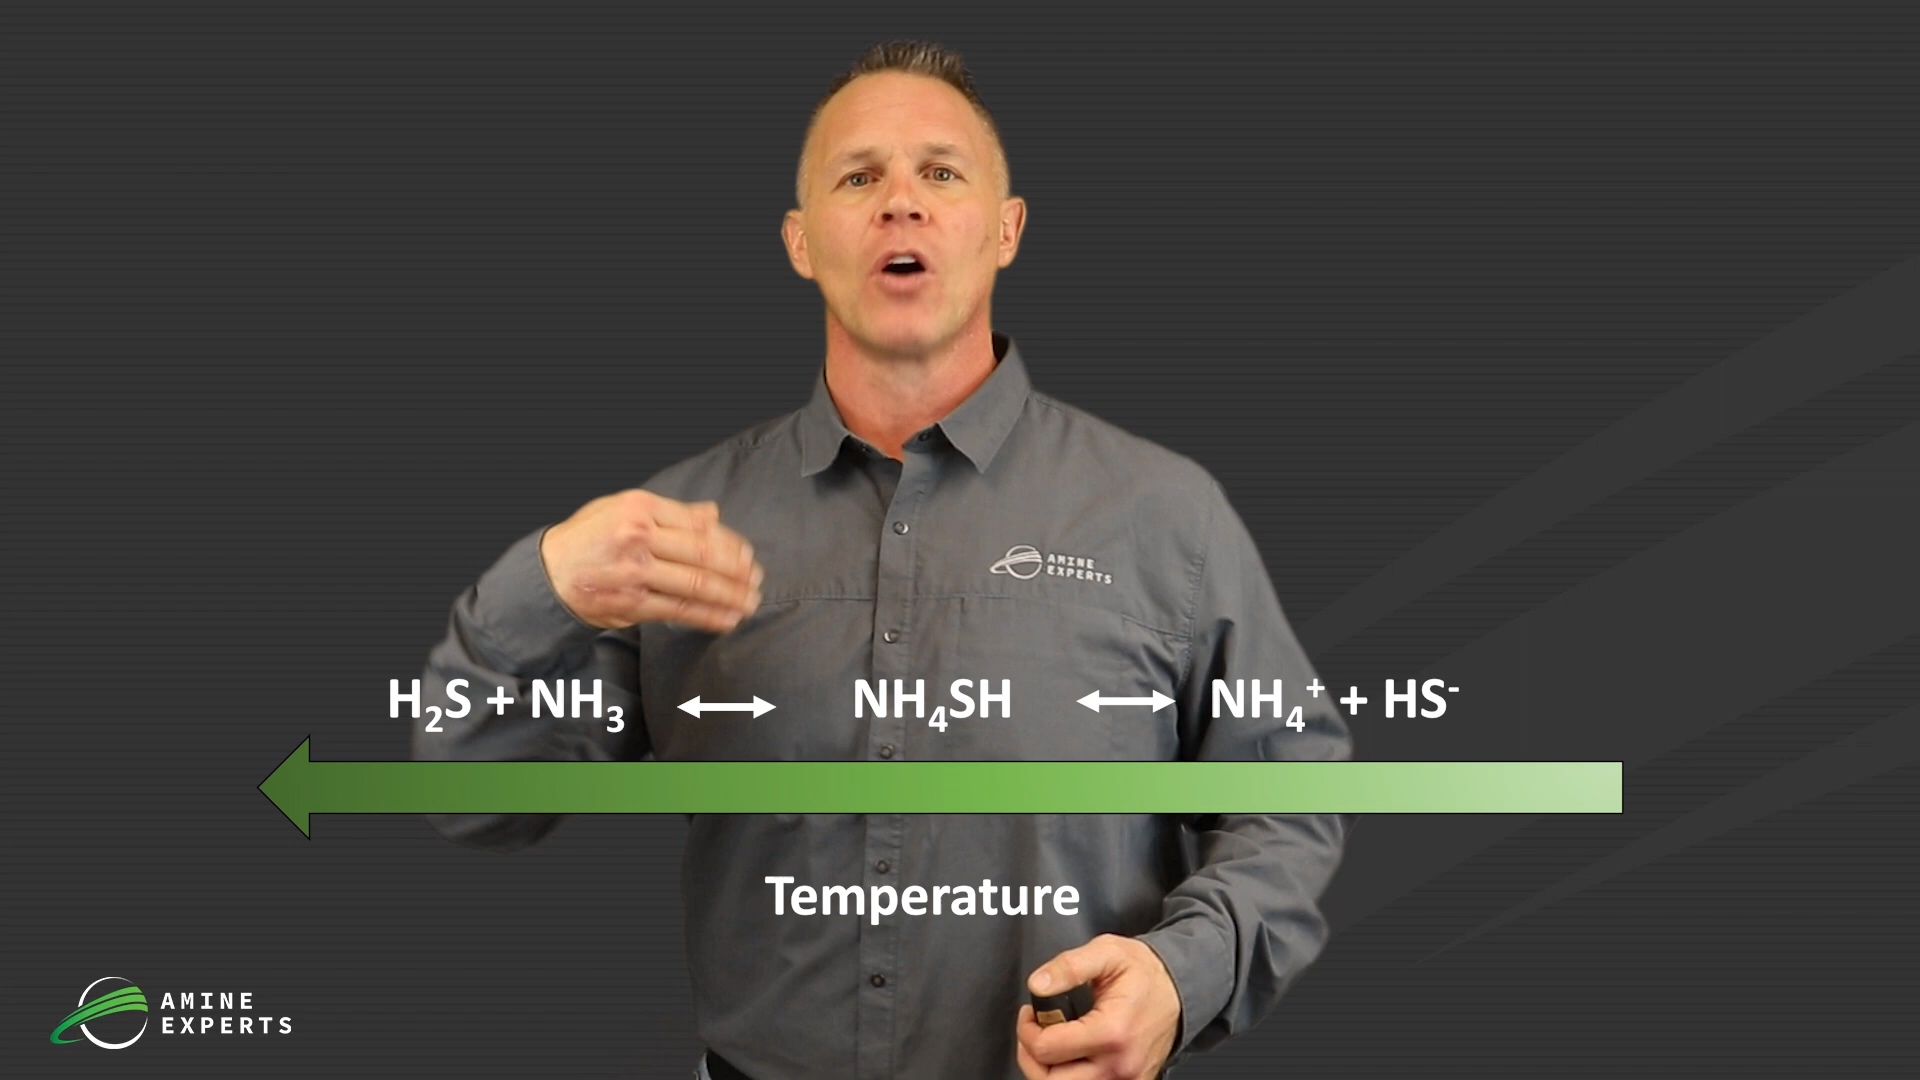 AMINE
EXPERTS
H₂S + NH₃ ⟷ NH₄SH ⟷ NH₄⁺ + HS⁻
Temperature
AMINE
EXPERTS